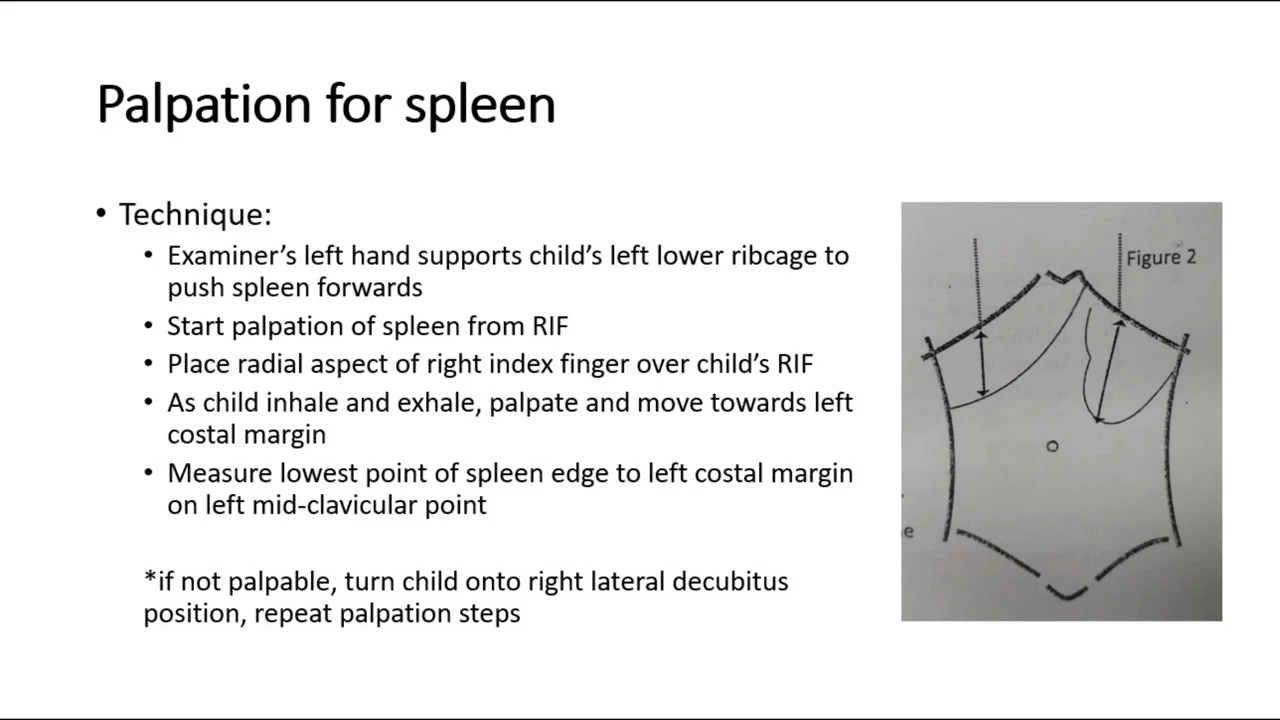 Palpation for spleen
• Technique:
• Examiner's left hand supports child's left lower ribcage to
push spleen forwards
• Start palpation of spleen from RIF
• Place radial aspect of right index finger over child's RIF
• As child inhale and exhale, palpate and move towards left
costal margin
• Measure lowest point of spleen edge to left costal margin
on left mid-clavicular point
*if not palpable, turn child onto right lateral decubitus
position, repeat palpation steps
Figure 2
e